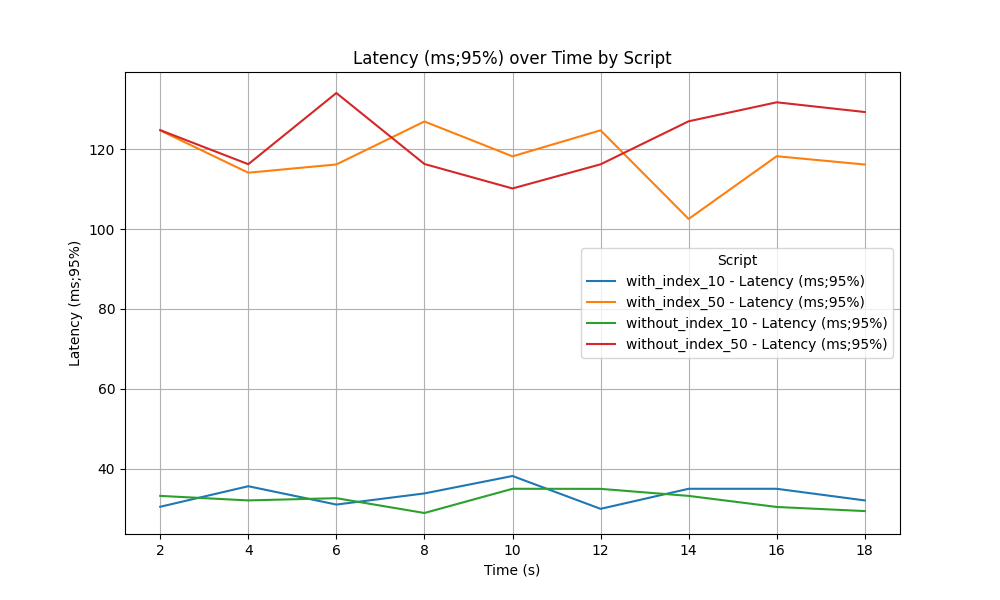 Latency (ms;95%) over Time by Script
Latency (ms;95%)
120
100
80
60
40
Script
with_index_10 - Latency (ms;95%)
with_index_50 - Latency (ms;95%)
without_index_10 - Latency (ms;95%)
without_index_50 - Latency (ms;95%)
2 4 6 8 10 12 14 16 18
Time (s)